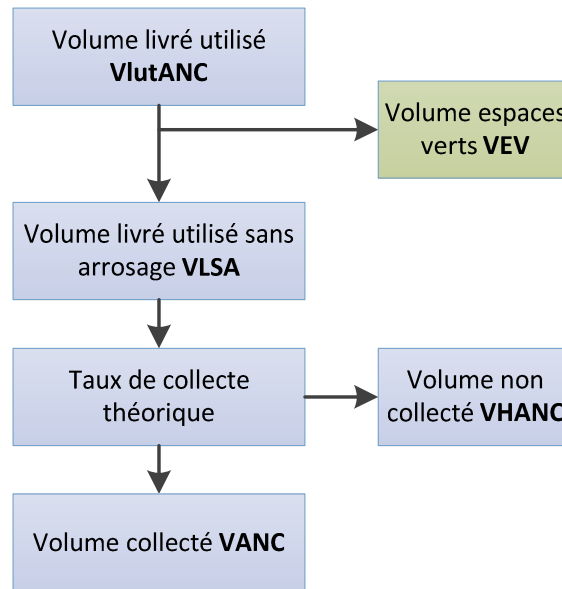 Volume livré utilisé
VlutANC
Volume espaces
verts VEV
Volume livré utilisé sans
arrosage VLSA
Taux de collecte
théorique
Volume non
collecté VHANC
Volume collecté VANC